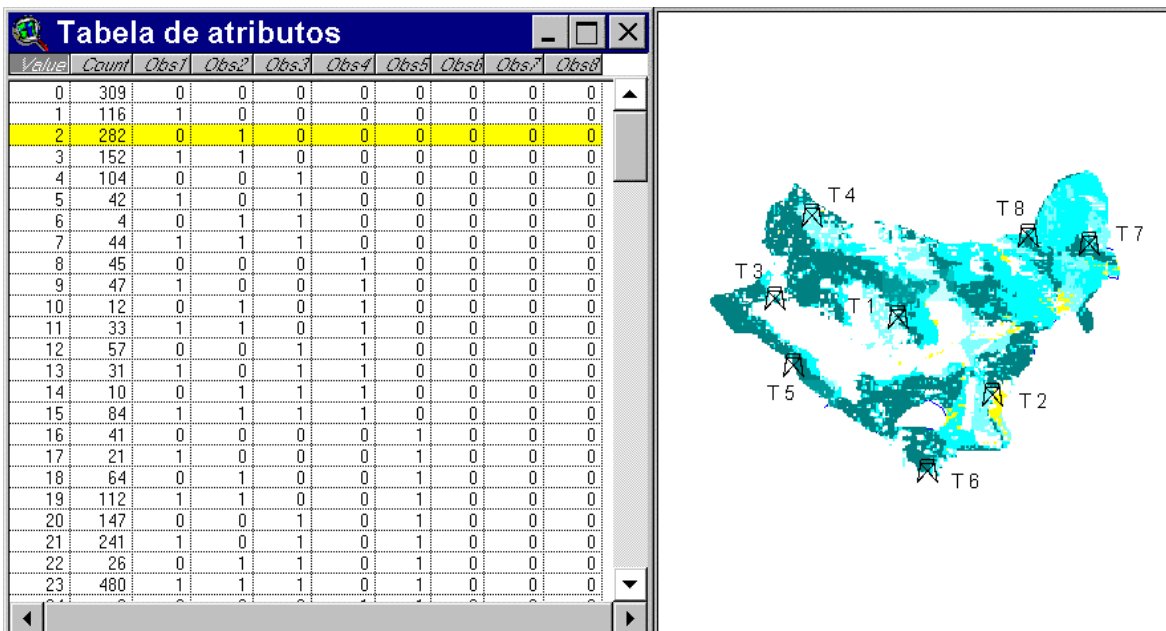 Tabela de atributos
Value Count Obs1 Obs2 Obs3 Obs4 Obs5 Obs6 Obs7 Obs8
0 309 0 0 0 0 0 0 0 0
1 116 1 0 0 0 0 0 0 0
2 282 0 1 0 0 0 0 0 0
3 152 1 1 0 0 0 0 0 0
4 104 0 0 1 0 0 0 0 0
5 42 1 0 1 0 0 0 0 0
6 4 0 1 1 0 0 0 0 0
7 44 1 1 1 0 0 0 0 0
8 45 0 0 0 1 0 0 0 0
9 47 1 0 0 1 0 0 0 0
10 12 0 1 0 1 0 0 0 0
11 33 1 1 0 1 0 0 0 0
12 57 0 0 1 1 0 0 0 0
13 31 1 0 1 1 0 0 0 0
14 10 0 1 1 1 0 0 0 0
15 84 1 1 1 1 0 0 0 0
16 41 0 0 0 0 1 0 0 0
17 21 1 0 0 0 1 0 0 0
18 64 0 1 0 0 1 0 0 0
19 112 1 1 0 0 1 0 0 0
20 147 0 0 1 0 1 0 0 0
21 241 1 0 1 0 1 0 0 0
22 26 0 1 1 0 1 0 0 0
23 480 1 1 1 0 1 0 0 0
T4
T8
T7
T3
T1
T5
T2
T6